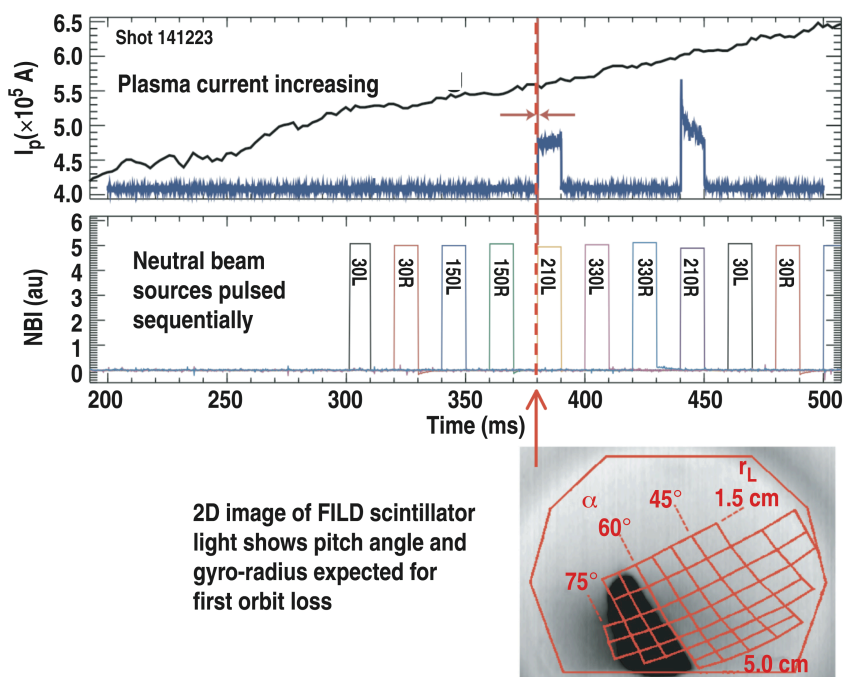 6.5
Shot 141223
6.0
Plasma current increasing
5.5
5.0
4.5
4.0
Ip(×10⁵ A)
6
5
4
3
2
1
0
NBI (au)
Neutral beam
sources pulsed
sequentially
30L
30R
150L
150R
210L
330L
330R
210R
30L
30R
200 250 300 350 400 450 500
Time (ms)
2D image of FILD scintillator
light shows pitch angle and
gyro-radius expected for
first orbit loss
rL
α 45° 1.5 cm
60°
75°
5.0 cm